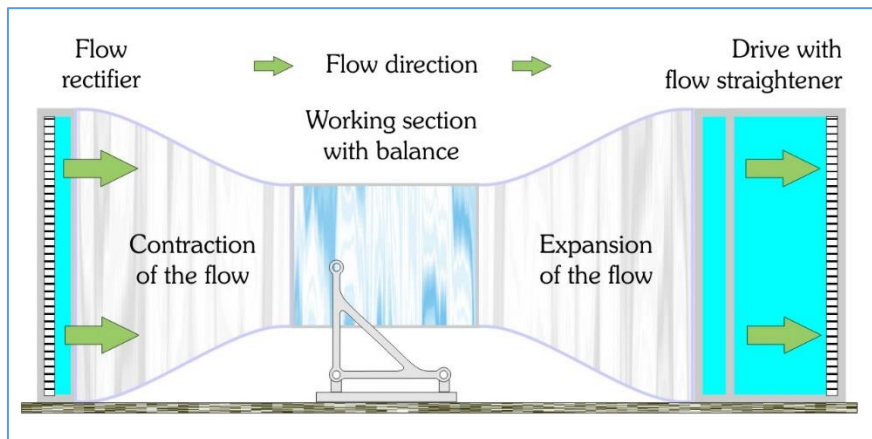 Flow
rectifier
Flow direction
Drive with
flow straightener
Working section
with balance
Contraction
of the flow
Expansion
of the flow